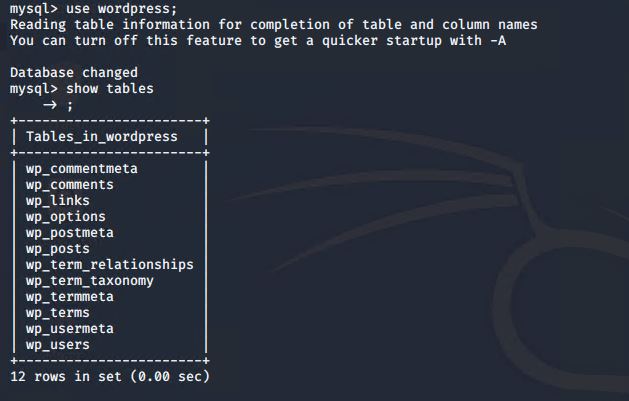 mysql> use wordpress;
Reading table information for completion of table and column names
You can turn off this feature to get a quicker startup with -A

Database changed
mysql> show tables
    → ;
+------------------------+
| Tables_in_wordpress    |
+------------------------+
| wp_commentmeta         |
| wp_comments            |
| wp_links               |
| wp_options             |
| wp_postmeta            |
| wp_posts               |
| wp_term_relationships  |
| wp_term_taxonomy       |
| wp_termmeta            |
| wp_terms               |
| wp_usermeta            |
| wp_users               |
+------------------------+
12 rows in set (0.00 sec)